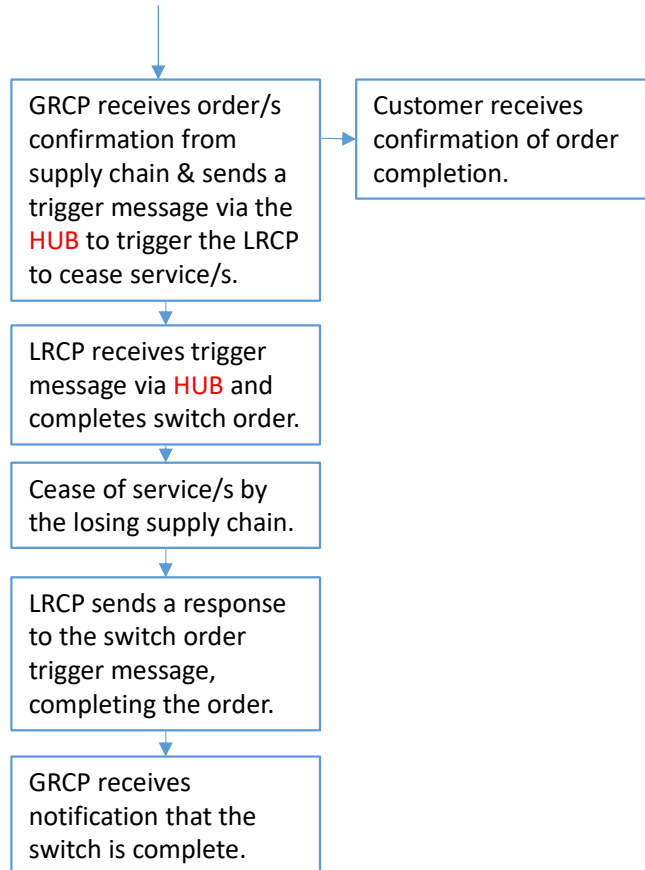 GRCP receives order/s
confirmation from
supply chain & sends a
trigger message via the
HUB to trigger the LRCP
to cease service/s.
Customer receives
confirmation of order
completion.
LRCP receives trigger
message via HUB and
completes switch order.
Cease of service/s by
the losing supply chain.
LRCP sends a response
to the switch order
trigger message,
completing the order.
GRCP receives
notification that the
switch is complete.